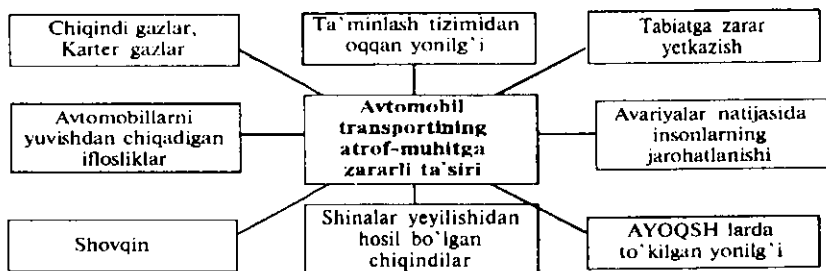 Chiqindi gazlar,
Karter gazlar
Ta`minlash tizimidan
oqqan yonilg`i
Tabiatga zarar
yetkazish
Avtomobillarni
yuvishdan chiqadigan
iflosliklar
Avtomobil
transportining
atrof-muhitga
zararli ta`siri
Avariyalar natijasida
insonlarning
jarohatlanishi
Shovqin
Shinalar yeyilishidan
hosil bo`lgan
chiqindilar
AYOQSH larda
to`kilgan yonilg`i